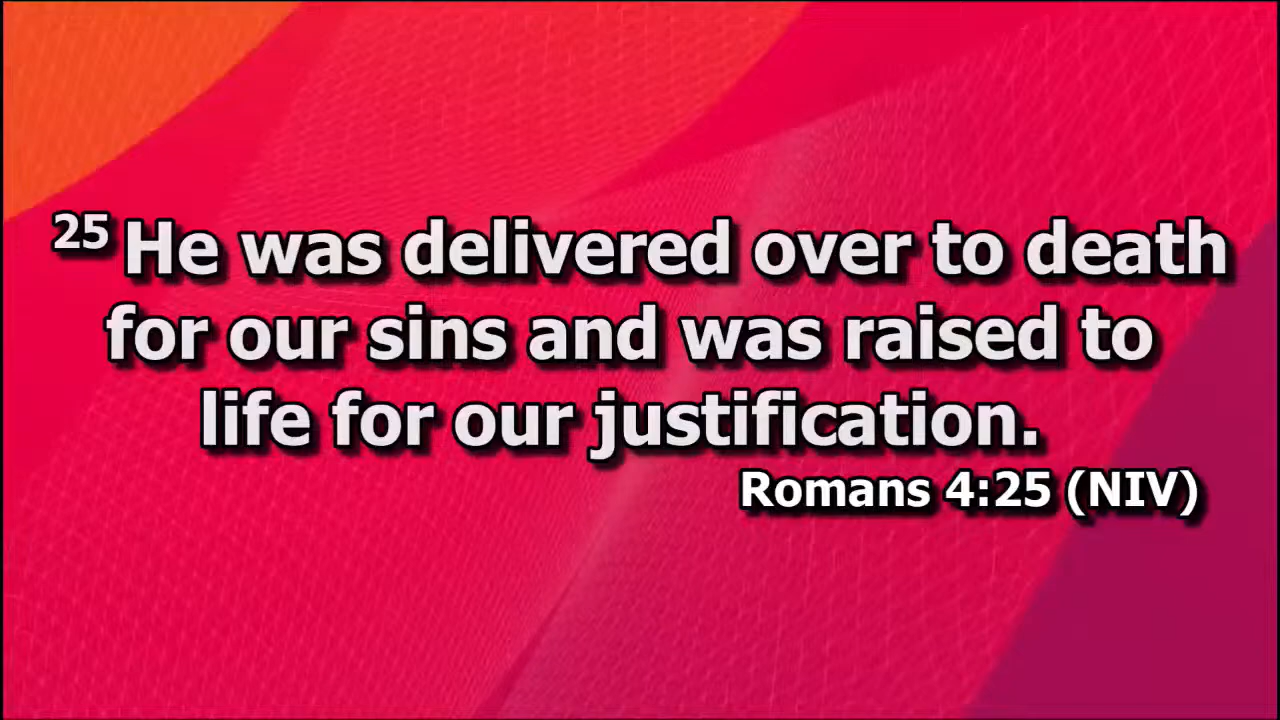 25 He was delivered over to death
for our sins and was raised to
life for our justification.
Romans 4:25 (NIV)